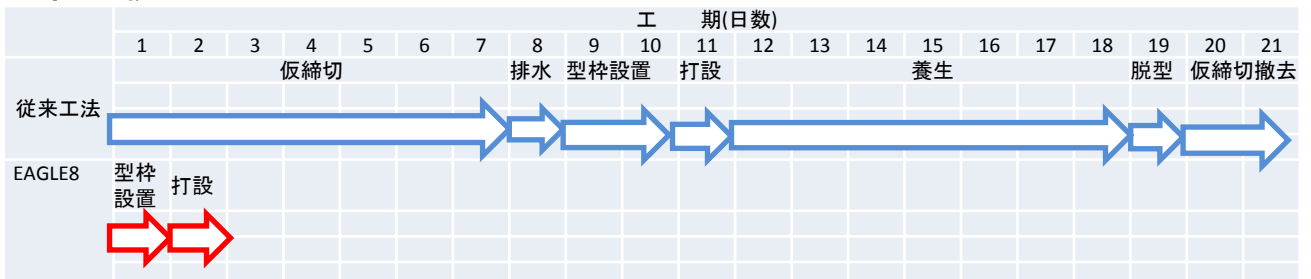 工　　期(日数)
1 2 3 4 5 6 7 8 9 10 11 12 13 14 15 16 17 18 19 20 21
仮締切 排水 型枠設置 打設 養生 脱型 仮締切撤去
従来工法
EAGLE8
型枠
設置
打設